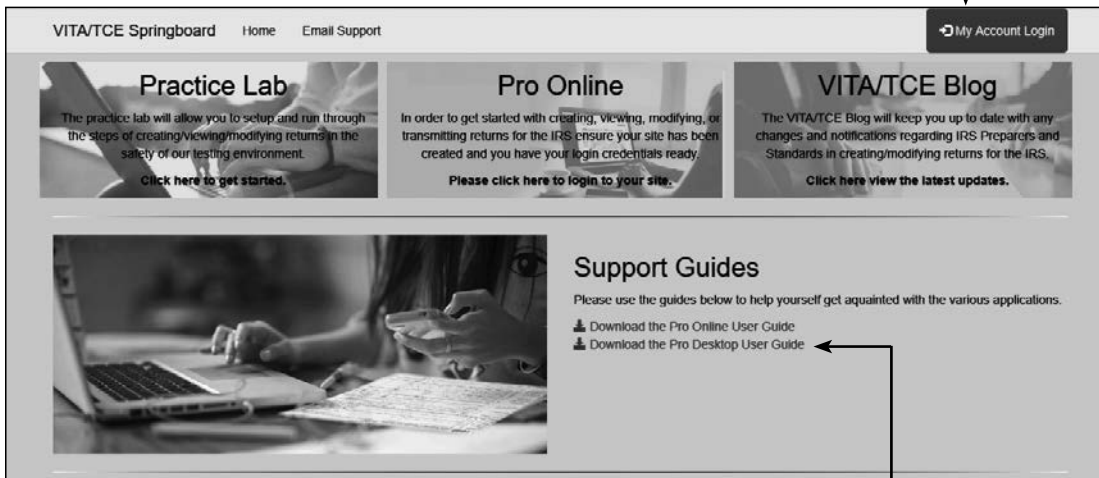 VITA/TCE Springboard Home Email Support My Account Login
Practice Lab
The practice lab will allow you to setup and run through
the steps of creating/viewing/modifying returns in the
safety of our testing environment.
Click here to get started.
Pro Online
In order to get started with creating, viewing, modifying, or
transmitting returns for the IRS ensure your site has been
created and you have your login credentials ready.
Please click here to login to your site.
VITA/TCE Blog
The VITA/TCE Blog will keep you up to date with any
changes and notifications regarding IRS Preparers and
Standards in creating/modifying returns for the IRS.
Click here view the latest updates.
Support Guides
Please use the guides below to help yourself get aquainted with the various applications.
Download the Pro Online User Guide
Download the Pro Desktop User Guide